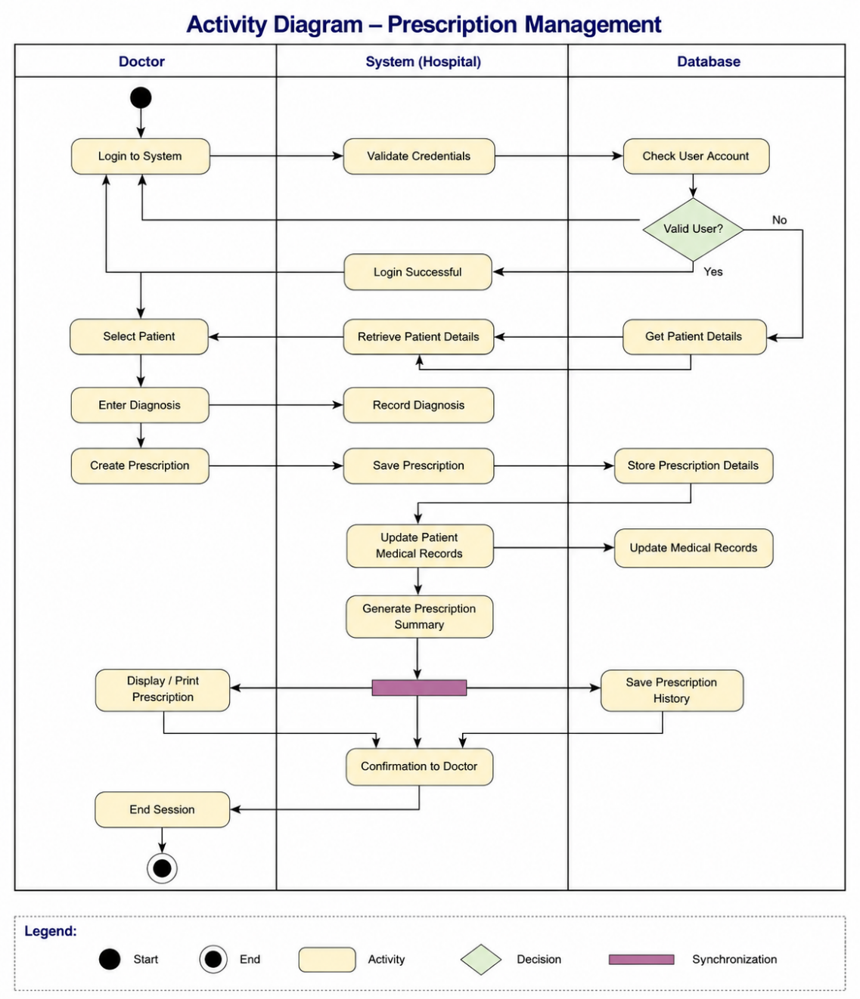 Activity Diagram – Prescription Management
Doctor
System (Hospital)
Database
Login to System
Validate Credentials
Check User Account
Valid User?
No
Yes
Login Successful
Select Patient
Retrieve Patient Details
Get Patient Details
Enter Diagnosis
Record Diagnosis
Create Prescription
Save Prescription
Store Prescription Details
Update Patient
Medical Records
Update Medical Records
Generate Prescription
Summary
Display / Print
Prescription
Save Prescription
History
Confirmation to Doctor
End Session
Legend:
Start
End
Activity
Decision
Synchronization